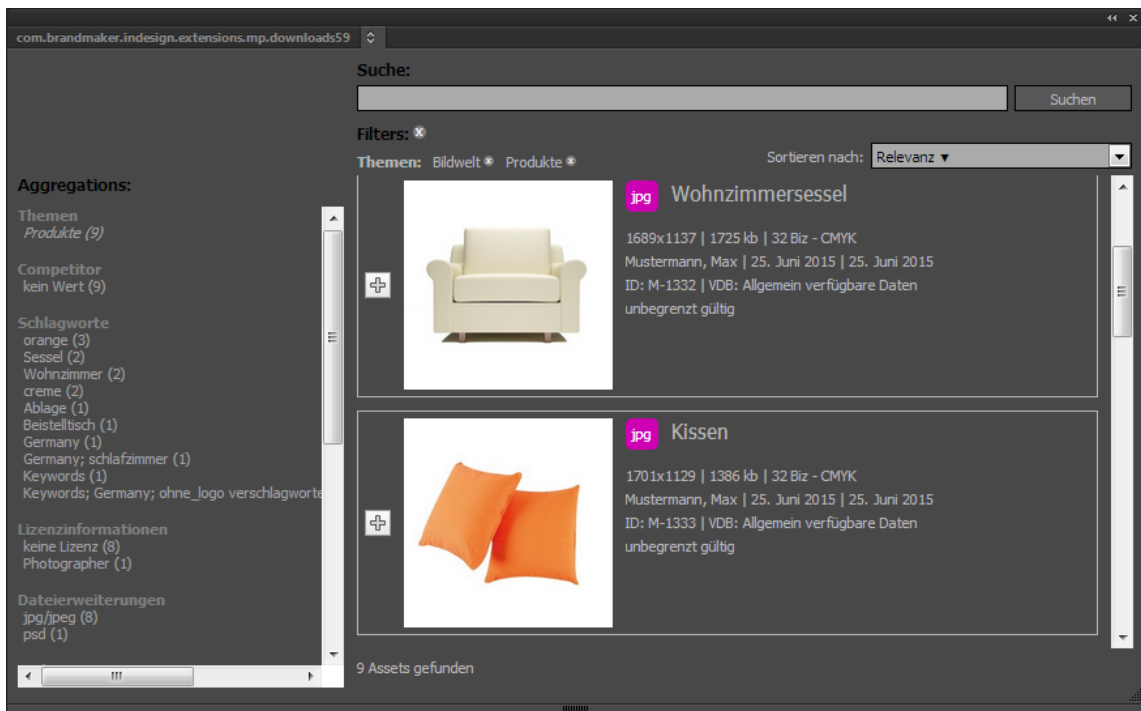 com.brandmaker.indesign.extensions.mp.downloads59
Suche:
Suchen
Filters:
Themen: Bildwelt Produkte
Sortieren nach: Relevanz ▼
Aggregations:
Themen
Produkte (9)
Competitor
kein Wert (9)
Schlagworte
orange (3)
Sessel (2)
Wohnzimmer (2)
creme (2)
Ablage (1)
Beistelltisch (1)
Germany (1)
Germany; schlafzimmer (1)
Keywords (1)
Keywords; Germany; ohne_logo verschlagworte
Lizenzinformationen
keine Lizenz (8)
Photographer (1)
Dateierweiterungen
jpg/jpeg (8)
psd (1)
jpg Wohnzimmersessel
1689x1137 | 1725 kb | 32 Biz - CMYK
Mustermann, Max | 25. Juni 2015 | 25. Juni 2015
ID: M-1332 | VDB: Allgemein verfügbare Daten
unbegrenzt gültig
jpg Kissen
1701x1129 | 1386 kb | 32 Biz - CMYK
Mustermann, Max | 25. Juni 2015 | 25. Juni 2015
ID: M-1333 | VDB: Allgemein verfügbare Daten
unbegrenzt gültig
9 Assets gefunden